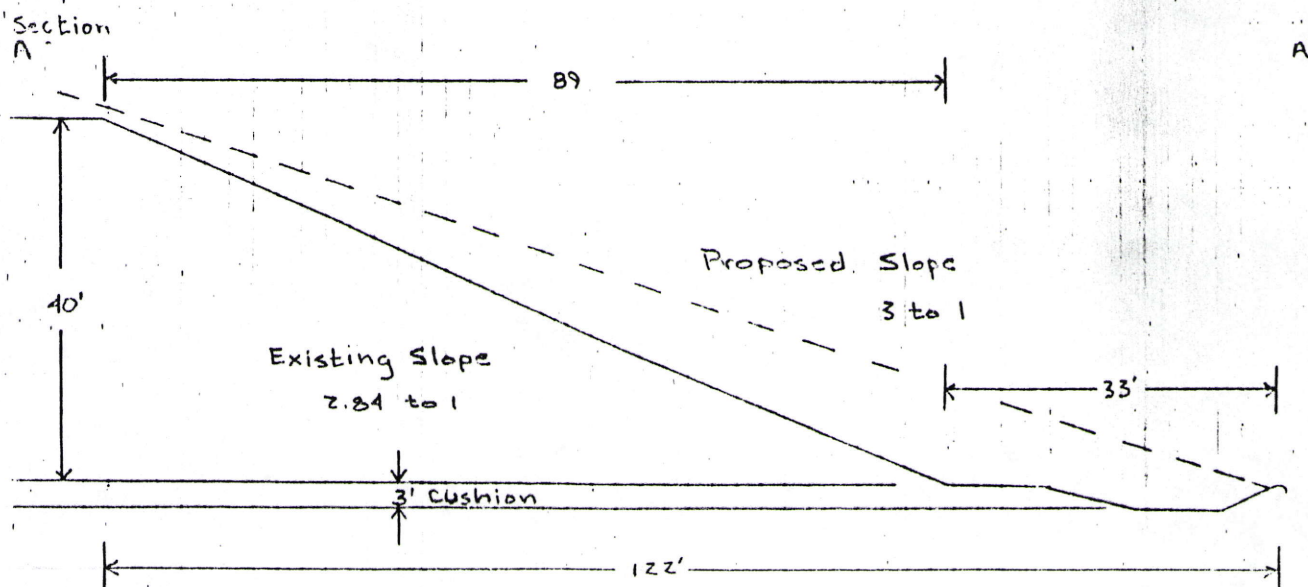 Section
A
A
89
40'
Proposed Slope
3 to 1
Existing Slope
2.84 to 1
33'
3' Cushion
122'